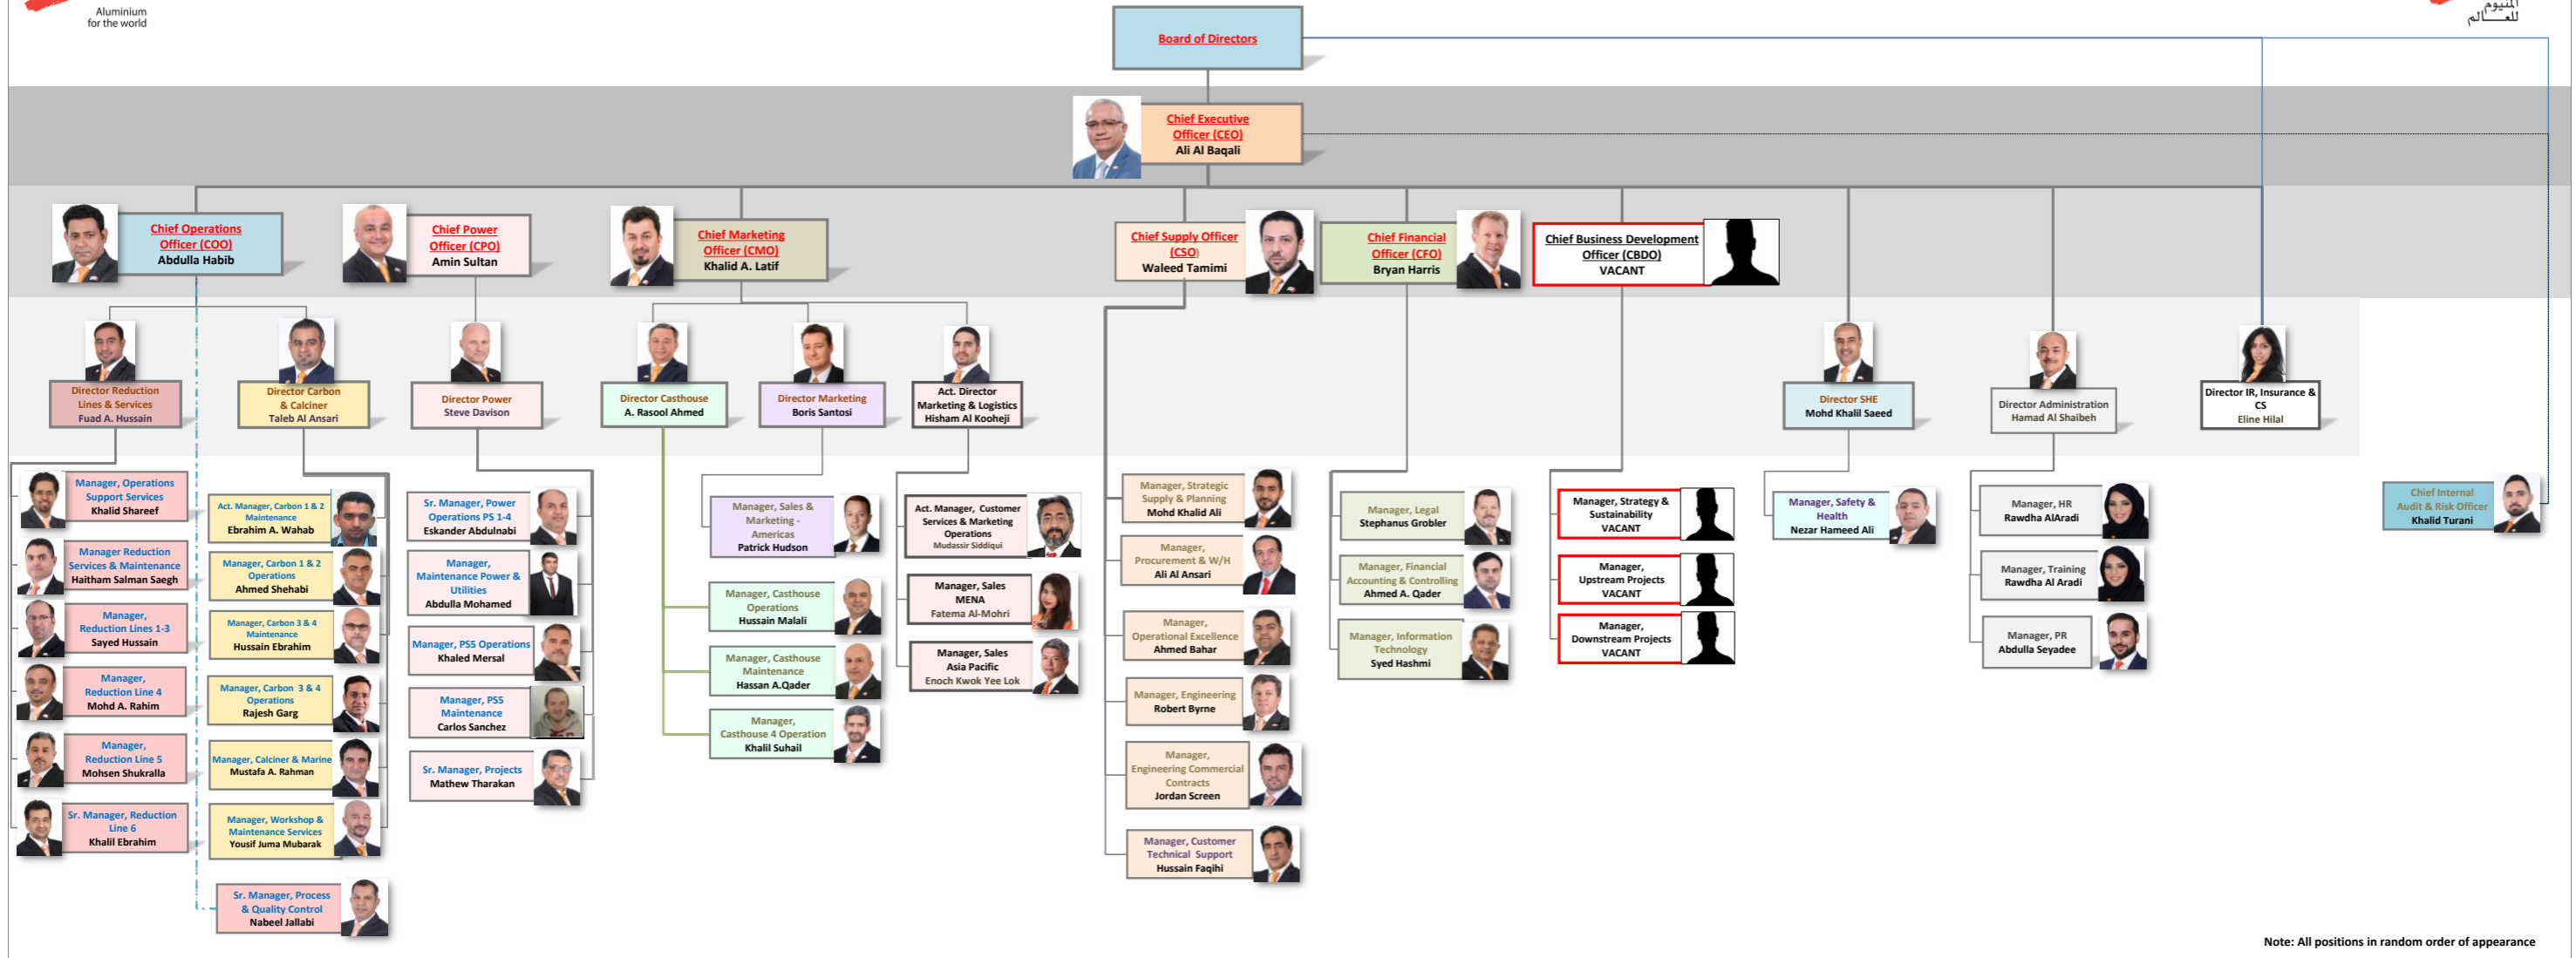 Aluminium
for the world
المنيوم
للعـــالم
Board of Directors
Chief Executive
Officer (CEO)
Ali Al Baqali
Chief Operations
Officer (COO)
Abdulla Habib
Chief Power
Officer (CPO)
Amin Sultan
Chief Marketing
Officer (CMO)
Khalid A. Latif
Chief Supply Officer
(CSO)
Waleed Tamimi
Chief Financial
Officer (CFO)
Bryan Harris
Chief Business Development
Officer (CBDO)
VACANT
Director Reduction
Lines & Services
Fuad A. Hussain
Director Carbon
& Calciner
Taleb Al Ansari
Director Power
Steve Davison
Director Casthouse
A. Rasool Ahmed
Director Marketing
Boris Santosi
Act. Director
Marketing & Logistics
Hisham Al Kooheji
Director SHE
Mohd Khalil Saeed
Director Administration
Hamad Al Shaibeh
Director IR, Insurance &
CS
Eline Hilal
Manager, Operations
Support Services
Khalid Shareef
Manager Reduction
Services & Maintenance
Haitham Salman Saegh
Manager,
Reduction Lines 1-3
Sayed Hussain
Manager,
Reduction Line 4
Mohd A. Rahim
Manager,
Reduction Line 5
Mohsen Shukralla
Sr. Manager, Reduction
Line 6
Khalil Ebrahim
Act. Manager, Carbon 1 & 2
Maintenance
Ebrahim A. Wahab
Manager, Carbon 1 & 2
Operations
Ahmed Shehabi
Manager, Carbon 3 & 4
Maintenance
Hussain Ebrahim
Manager, Carbon 3 & 4
Operations
Rajesh Garg
Manager, Calciner & Marine
Mustafa A. Rahman
Manager, Workshop &
Maintenance Services
Yousif Juma Mubarak
Sr. Manager, Process
& Quality Control
Nabeel Jallabi
Sr. Manager, Power
Operations PS 1-4
Eskander Abdulnabi
Manager,
Maintenance Power &
Utilities
Abdulla Mohamed
Manager, PS5 Operations
Khaled Mersal
Manager, PS5
Maintenance
Carlos Sanchez
Sr. Manager, Projects
Mathew Tharakan
Manager, Sales &
Marketing -
Americas
Patrick Hudson
Manager, Casthouse
Operations
Hussain Malali
Manager, Casthouse
Maintenance
Hassan A.Qader
Manager,
Casthouse 4 Operation
Khalil Suhail
Act. Manager, Customer
Services & Marketing
Operations
Mudassir Siddiqui
Manager, Sales
MENA
Fatema Al-Mohri
Manager, Sales
Asia Pacific
Enoch Kwok Yee Lok
Manager, Strategic
Supply & Planning
Mohd Khalid Ali
Manager,
Procurement & W/H
Ali Al Ansari
Manager,
Operational Excellence
Ahmed Bahar
Manager, Engineering
Robert Byrne
Manager,
Engineering Commercial
Contracts
Jordan Screen
Manager, Customer
Technical Support
Hussain Faqihi
Manager, Legal
Stephanus Grobler
Manager, Financial
Accounting & Controlling
Ahmed A. Qader
Manager, Information
Technology
Syed Hashmi
Manager, Strategy &
Sustainability
VACANT
Manager,
Upstream Projects
VACANT
Manager,
Downstream Projects
VACANT
Manager, Safety &
Health
Nezar Hameed Ali
Manager, HR
Rawdha AlAradi
Manager, Training
Rawdha Al Aradi
Manager, PR
Abdulla Seyadee
Chief Internal
Audit & Risk Officer
Khalid Turani
Note: All positions in random order of appearance